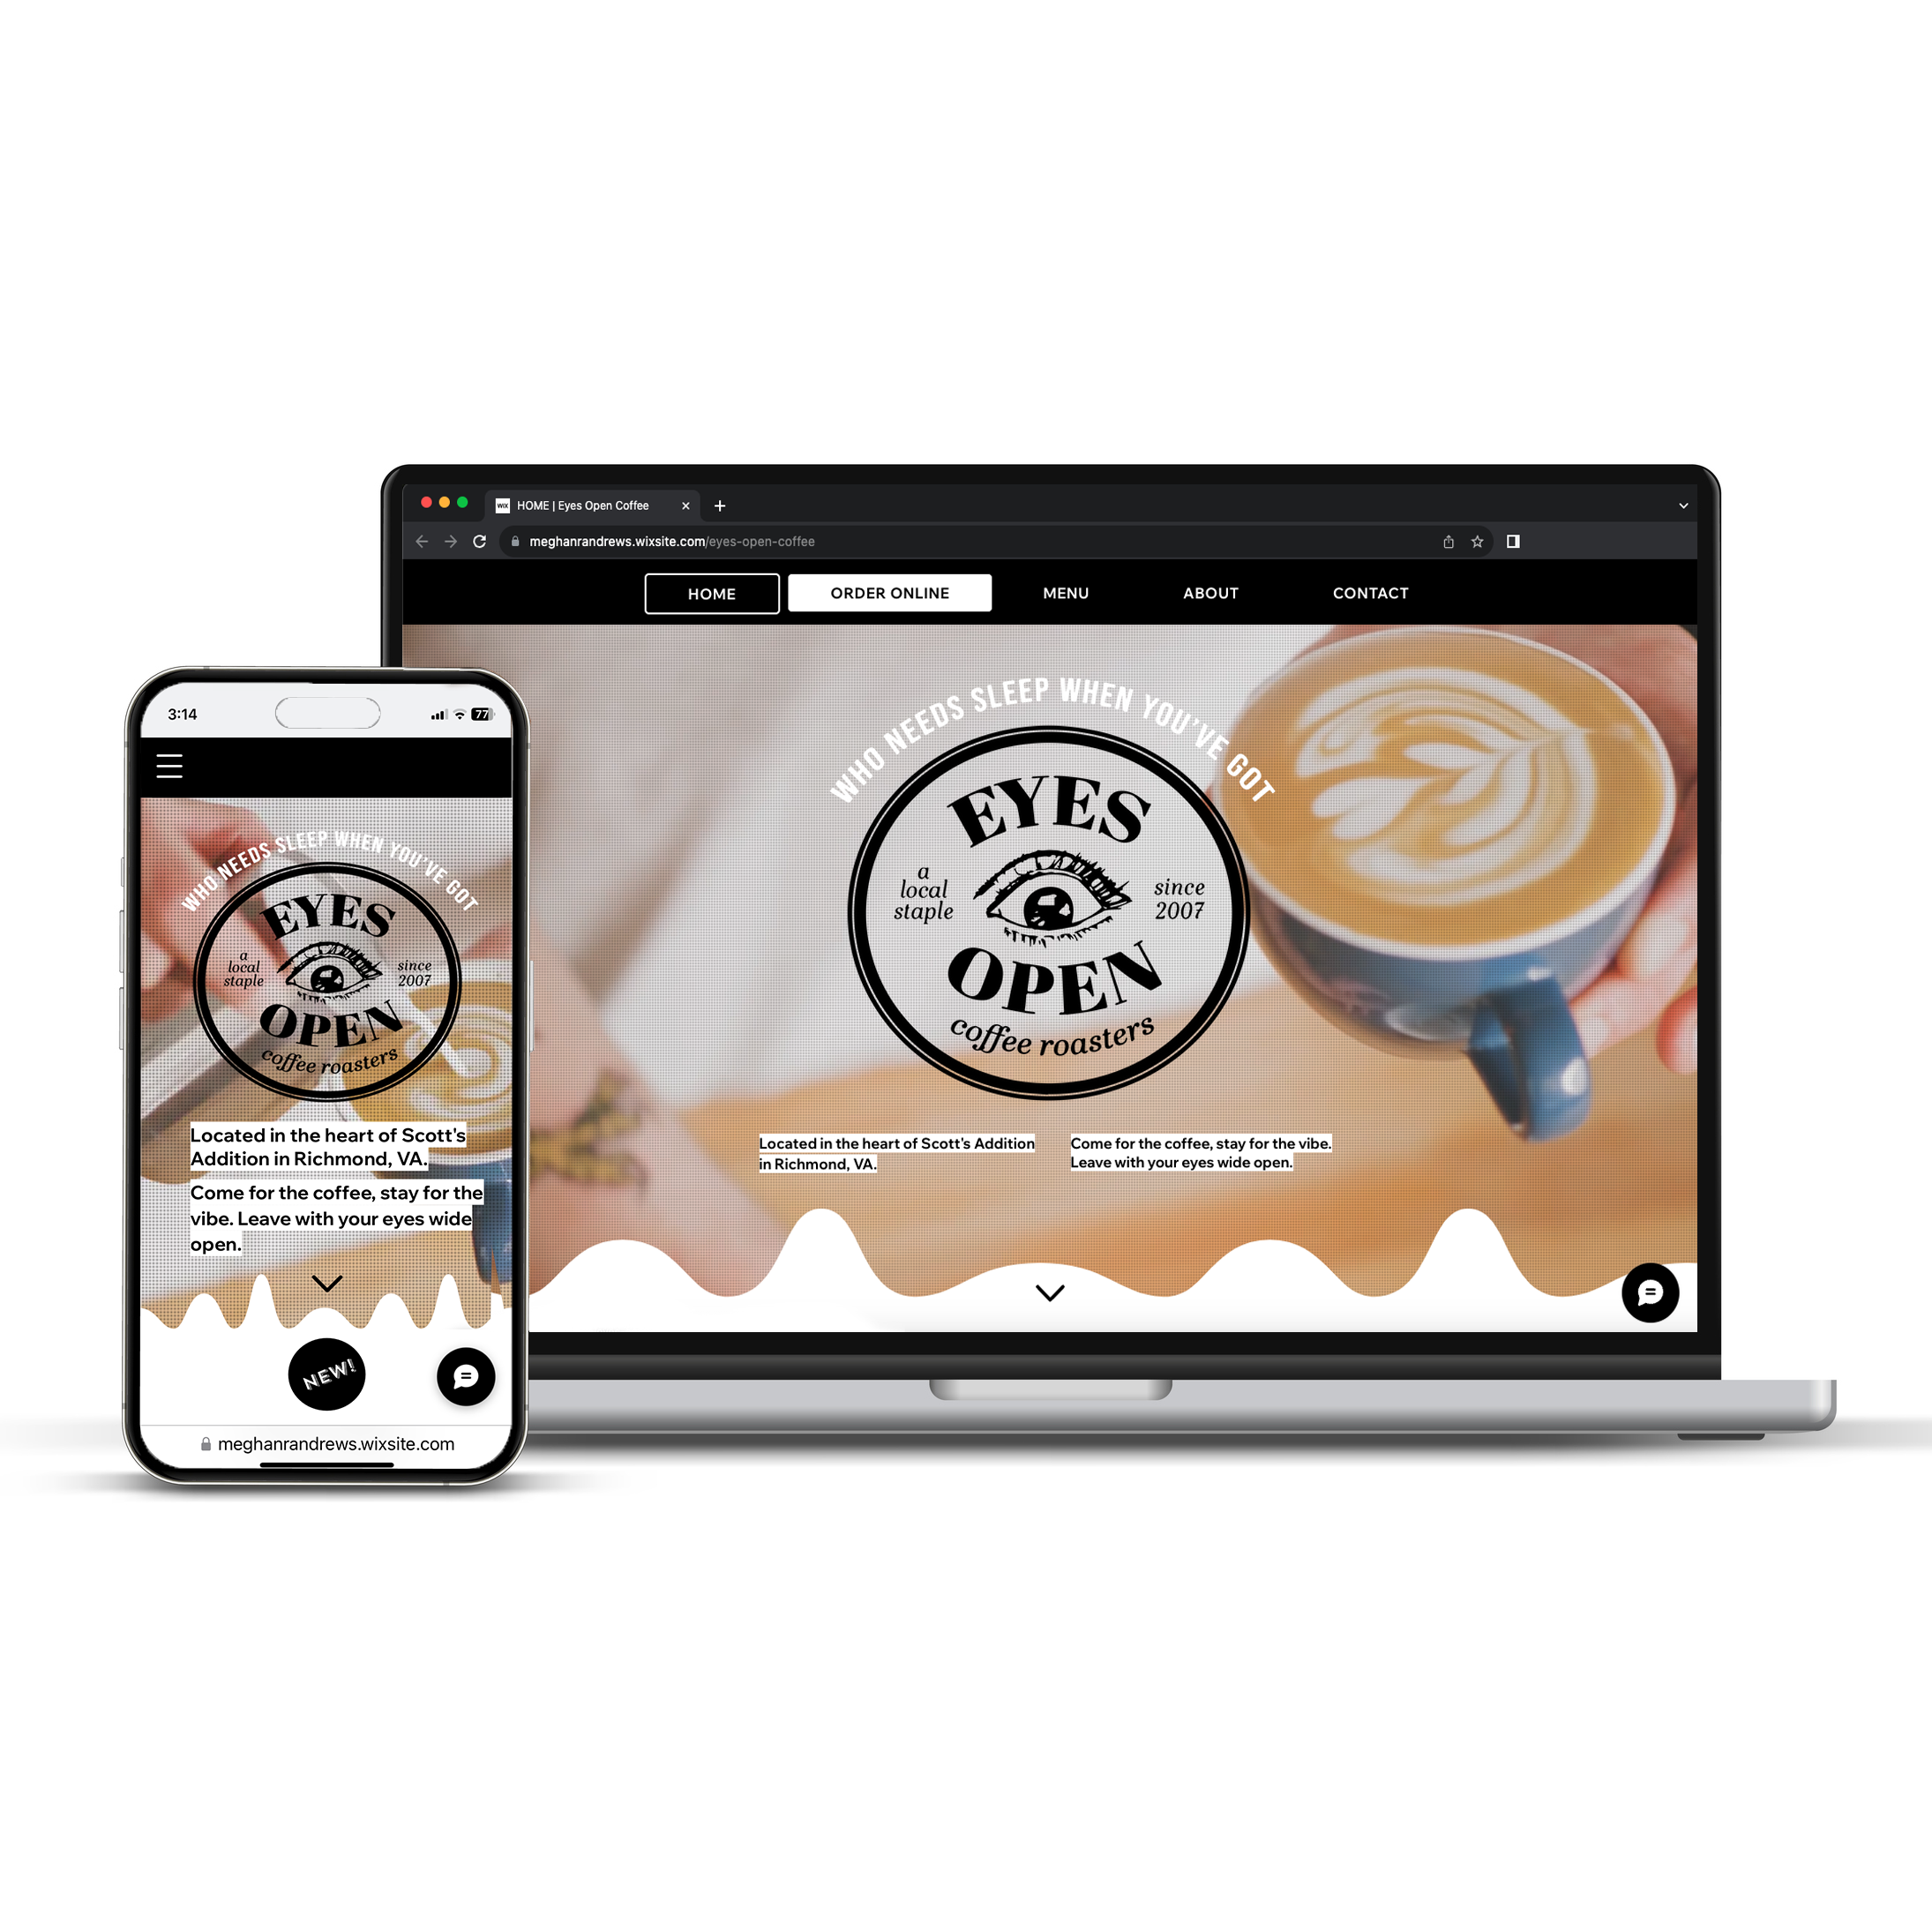 WIX HOME | Eyes Open Coffee
meghanrandrews.wixsite.com/eyes-open-coffee
HOME ORDER ONLINE MENU ABOUT CONTACT
WHO NEEDS SLEEP WHEN YOU'VE GOT
EYES
a
local
staple
since
2007
OPEN
coffee roasters
Located in the heart of Scott's Addition
in Richmond, VA.
Come for the coffee, stay for the vibe.
Leave with your eyes wide open.
3:14
77
WHO NEEDS SLEEP WHEN YOU'VE GOT
EYES
a
local
staple
since
2007
OPEN
coffee roasters
Located in the heart of Scott's
Addition in Richmond, VA.
Come for the coffee, stay for the
vibe. Leave with your eyes wide
open.
NEW!
meghanrandrews.wixsite.com